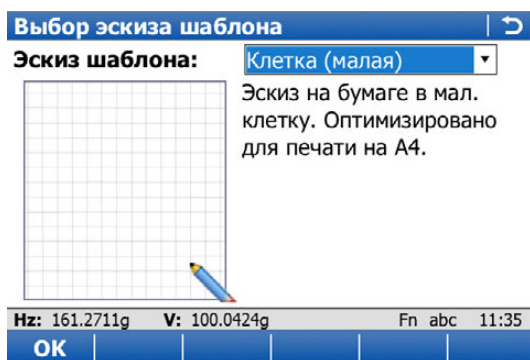 Выбор эскиза шаблона
Эскиз шаблона: Клетка (малая)
Эскиз на бумаге в мал.
клетку. Оптимизировано
для печати на А4.
Hz: 161.2711g V: 100.0424g Fn abc 11:35
OK